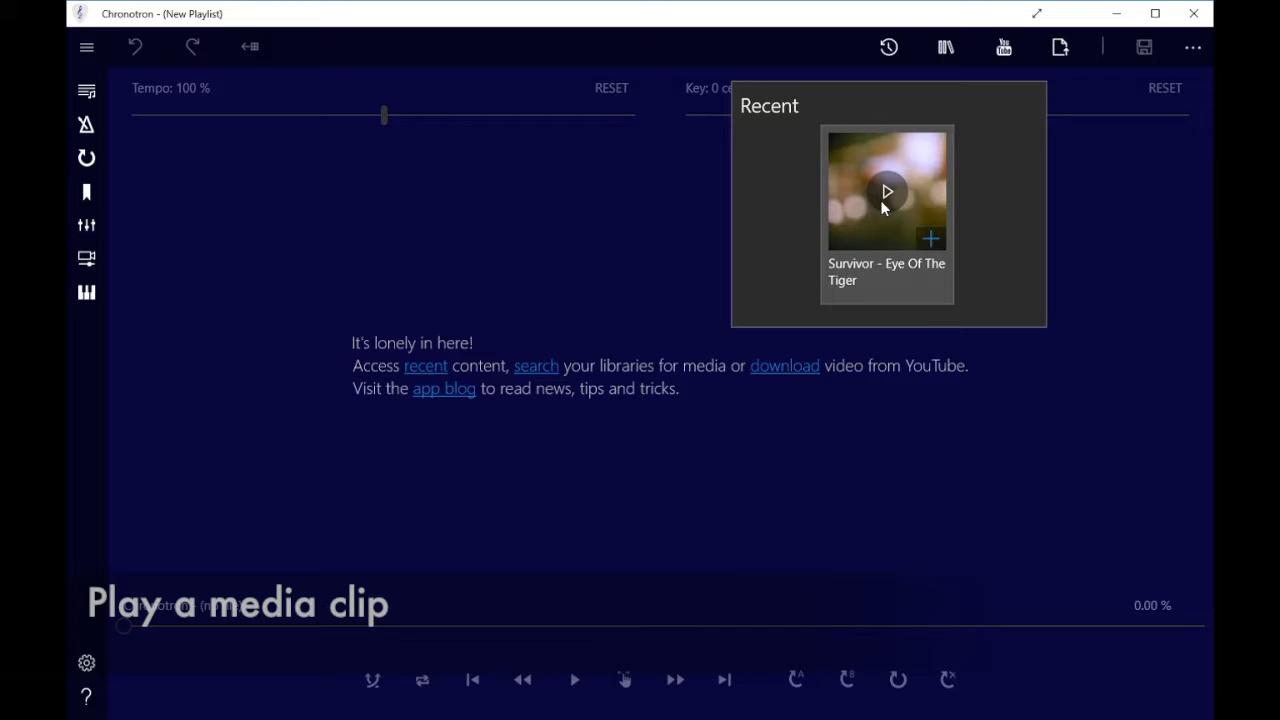 Chronotron - (New Playlist)
You
Tube
Tempo: 100 %
RESET
Key: 0
RESET
Recent
Survivor - Eye Of The
Tiger
It's lonely in here!
Access recent content, search your libraries for media or download video from YouTube.
Visit the app blog to read news, tips and tricks.
Play a media clip
0.00 %
A
B
X
?